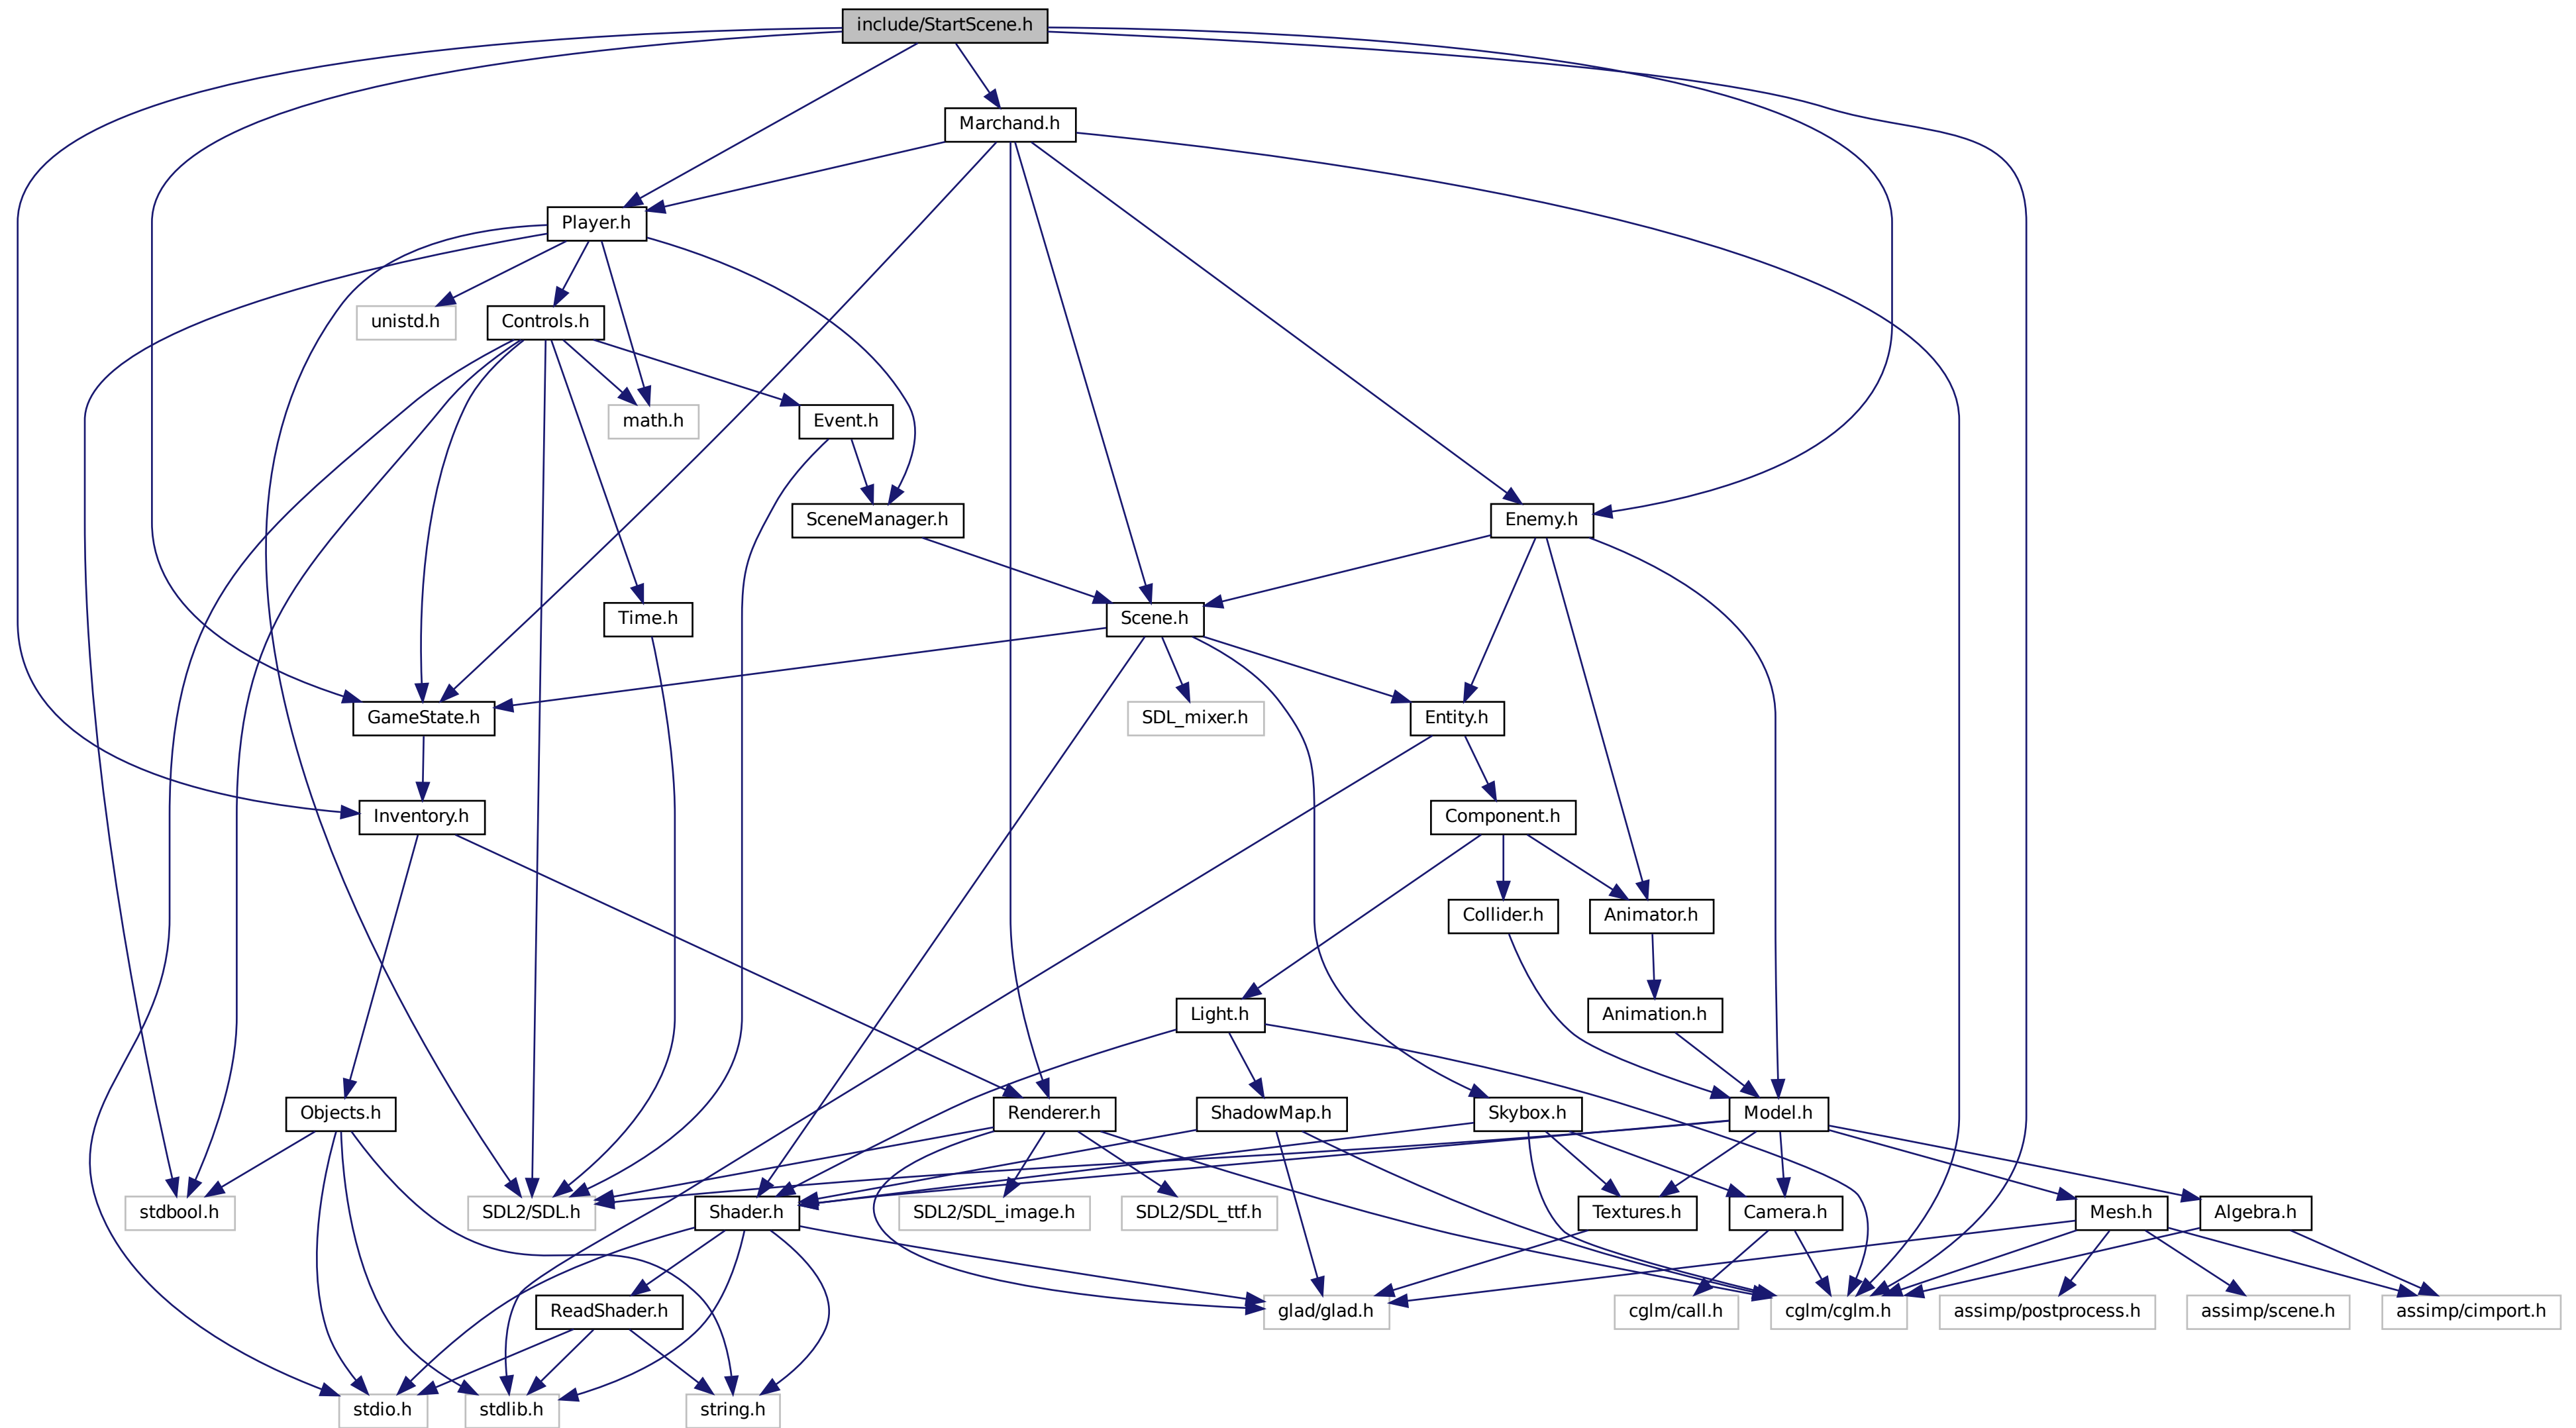 include/StartScene.h
Marchand.h
Player.h
unistd.h
Controls.h
math.h
Event.h
SceneManager.h
Enemy.h
Time.h
Scene.h
GameState.h
SDL_mixer.h
Entity.h
Inventory.h
Component.h
Collider.h
Animator.h
Light.h
Animation.h
Objects.h
Renderer.h
ShadowMap.h
Skybox.h
Model.h
stdbool.h
SDL2/SDL.h
Shader.h
SDL2/SDL_image.h
SDL2/SDL_ttf.h
Textures.h
Camera.h
Mesh.h
Algebra.h
ReadShader.h
glad/glad.h
cglm/call.h
cglm/cglm.h
assimp/postprocess.h
assimp/scene.h
assimp/cimport.h
stdio.h
stdlib.h
string.h